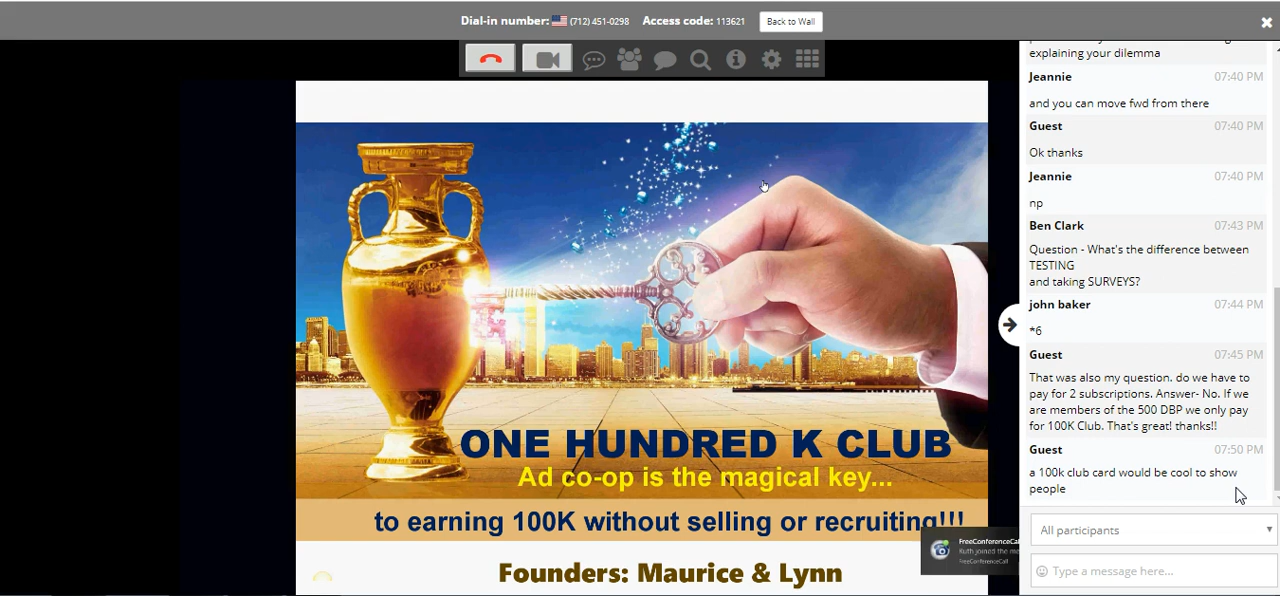 Dial-in number: (712) 451-0298 Access code: 113621 Back to Wall
explaining your dilemma
Jeannie 07:40 PM
and you can move fwd from there
Guest 07:40 PM
Ok thanks
Jeannie 07:40 PM
np
Ben Clark 07:43 PM
Question - What's the difference between
TESTING
and taking SURVEYS?
john baker 07:44 PM
*6
Guest 07:45 PM
That was also my question. do we have to
pay for 2 subscriptions. Answer- No. If we
are members of the 500 DBP we only pay
for 100K Club. That's great! thanks!!
Guest 07:50 PM
a 100k club card would be cool to show
people
All participants
Type a message here...
ONE HUNDRED K CLUB
Ad co-op is the magical key...
to earning 100K without selling or recruiting!!!
Founders: Maurice & Lynn
FreeConferenceCal
Kuth joined the me
FreeConferenceCall